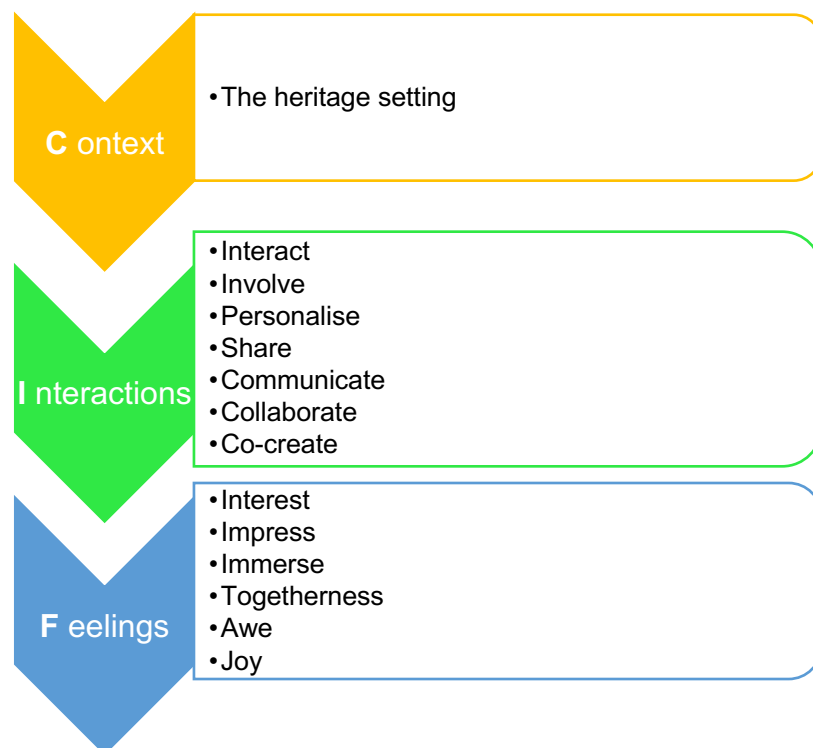 C ontext
•The heritage setting
I nteractions
•Interact
•Involve
•Personalise
•Share
•Communicate
•Collaborate
•Co-create
F eelings
•Interest
•Impress
•Immerse
•Togetherness
•Awe
•Joy